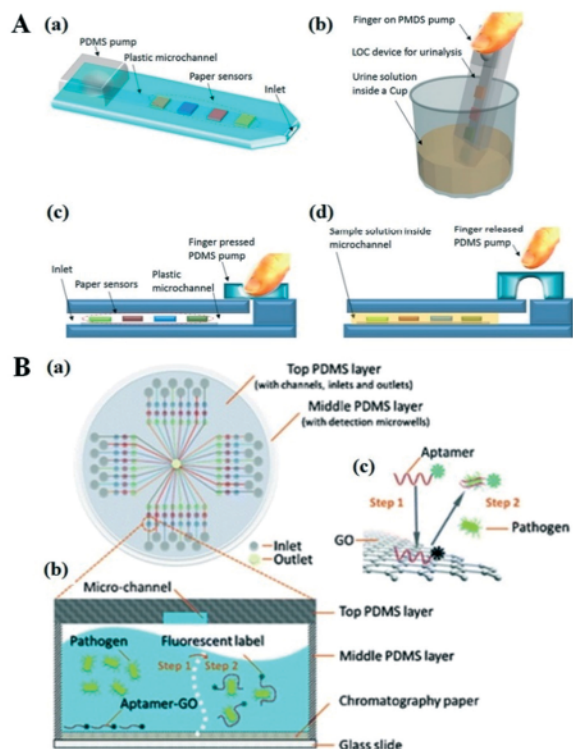 A
(a)
PDMS pump
Plastic microchannel
Paper sensors
Inlet
(b)
Finger on PMDS pump
LOC device for urinalysis
Urine solution
inside a Cup
(c)
Finger pressed
PDMS pump
Inlet
Paper sensors
Plastic
microchannel
(d)
Sample solution inside
microchannel
Finger released
PDMS pump
B
(a)
Top PDMS layer
(with channels, inlets and outlets)
Middle PDMS layer
(with detection microwells)
Inlet
Outlet
(c)
Aptamer
Step 1
Step 2
GO
Pathogen
(b)
Micro-channel
Top PDMS layer
Pathogen
Fluorescent label
Step 1
Step 2
Middle PDMS layer
Aptamer-GO
Chromatography paper
Glass slide